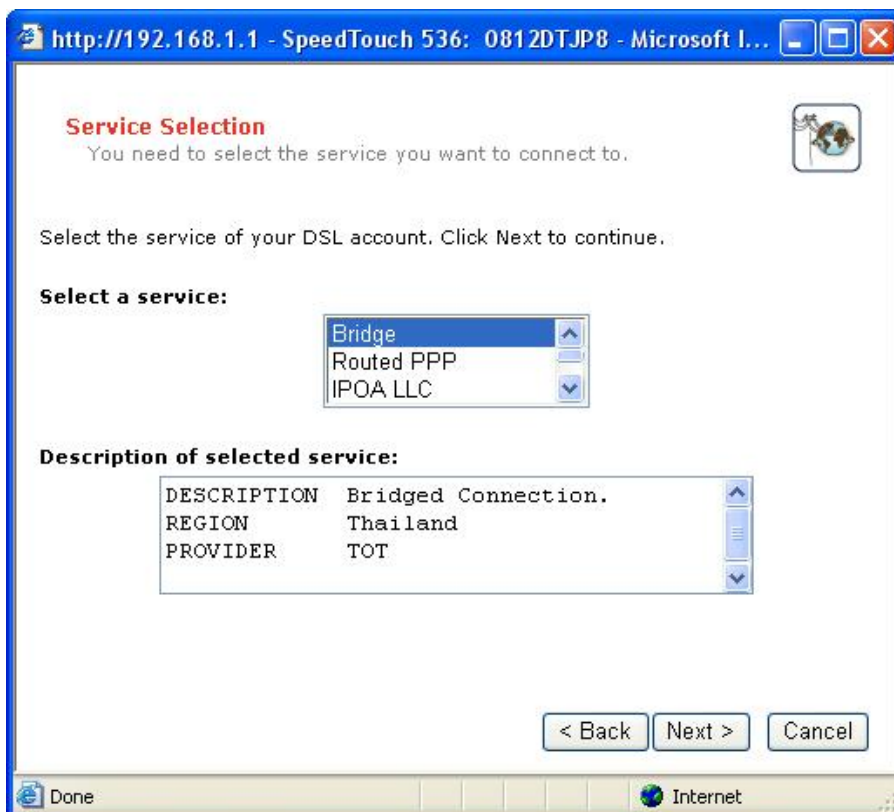 http://192.168.1.1 - SpeedTouch 536: 0812DTJP8 - Microsoft I...
Service Selection
You need to select the service you want to connect to.
Select the service of your DSL account. Click Next to continue.
Select a service:
Bridge
Routed PPP
IPOA LLC
Description of selected service:
DESCRIPTION Bridged Connection.
REGION Thailand
PROVIDER TOT
< Back Next > Cancel
Done Internet